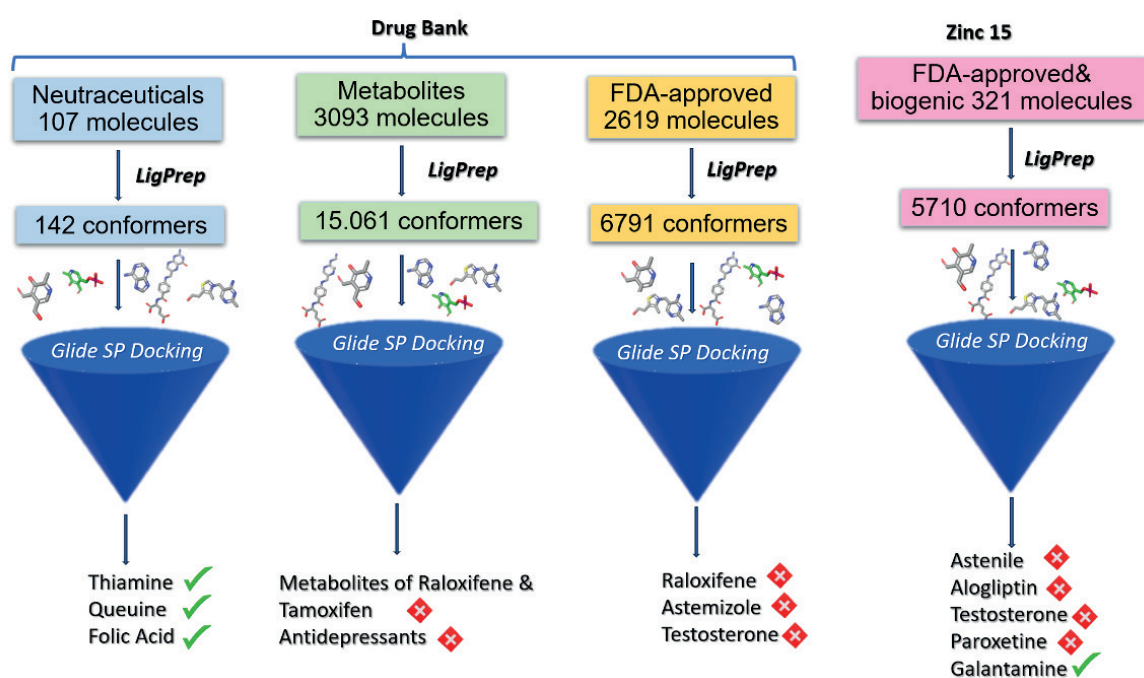 Drug Bank
Zinc 15
Neutraceuticals
107 molecules
Metabolites
3093 molecules
FDA-approved
2619 molecules
FDA-approved&
biogenic 321 molecules
LigPrep
LigPrep
LigPrep
LigPrep
142 conformers
15.061 conformers
6791 conformers
5710 conformers
Glide SP Docking
Glide SP Docking
Glide SP Docking
Glide SP Docking
Thiamine
Queuine
Folic Acid
Metabolites of Raloxifene &
Tamoxifen
Antidepressants
Raloxifene
Astemizole
Testosterone
Astenile
Alogliptin
Testosterone
Paroxetine
Galantamine